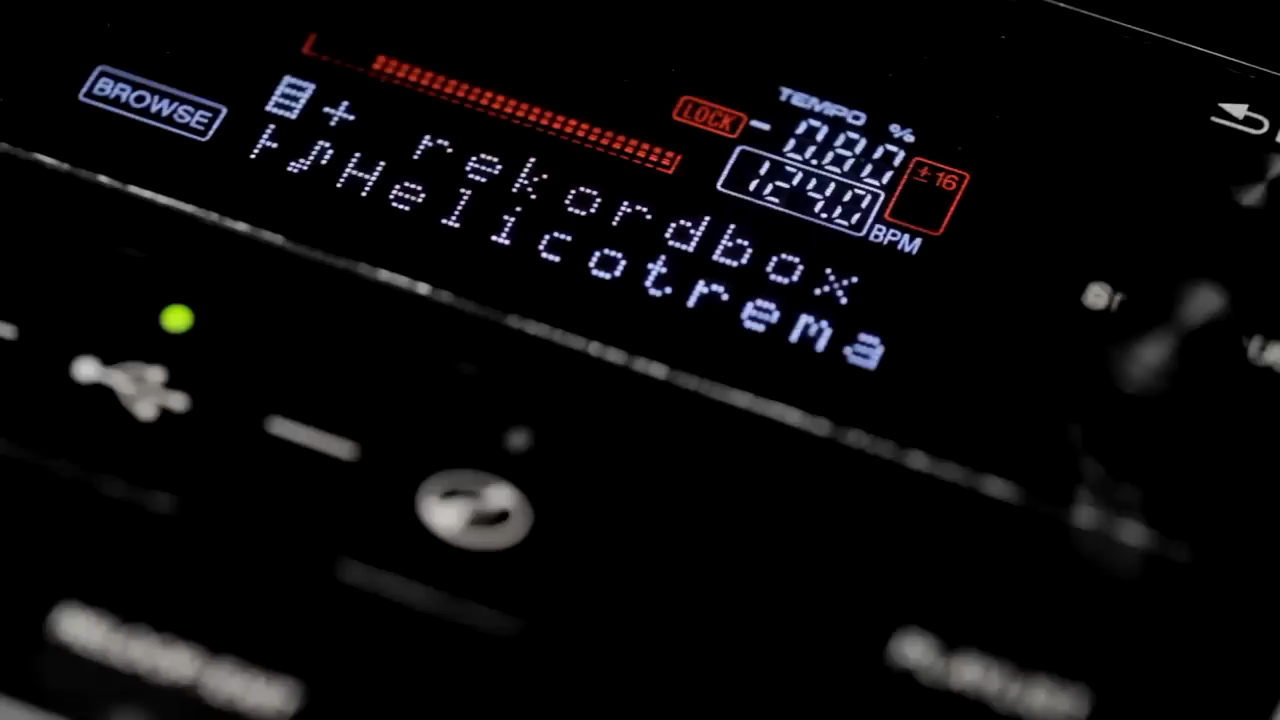 BROWSE
+ rekordbox
♪Helicotrema
LOCK
TEMPO
-0.80 %
124.0
BPM
±16